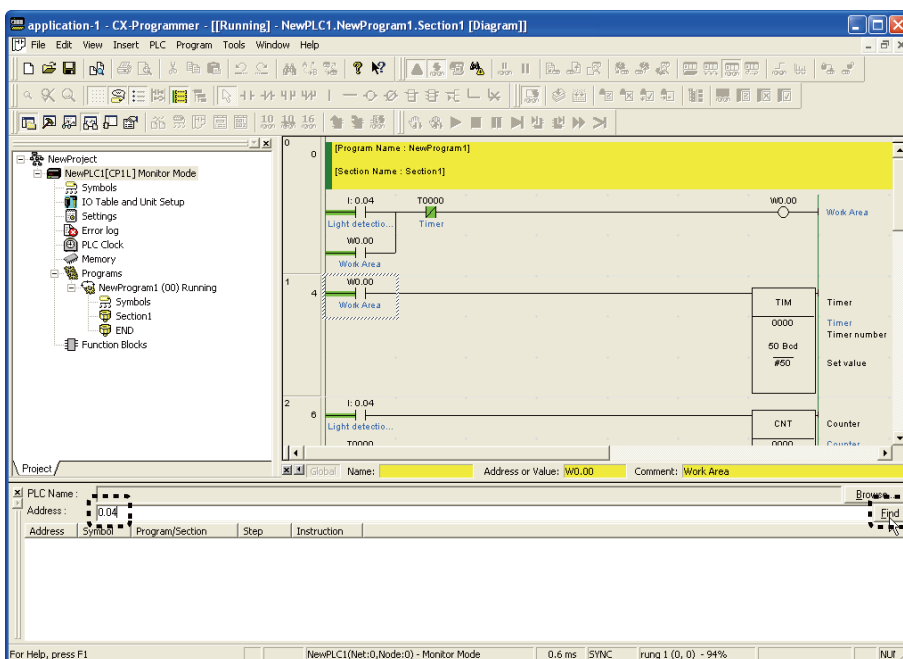 application-1 - CX-Programmer - [[Running] - NewPLC1.NewProgram1.Section1 [Diagram]]
File Edit View Insert PLC Program Tools Window Help
10 10 16
NewProject
NewPLC1[CP1L] Monitor Mode
Symbols
IO Table and Unit Setup
Settings
Error log
PLC Clock
Memory
Programs
NewProgram1 (00) Running
Symbols
Section1
END
Function Blocks
Project
0
0
[Program Name : NewProgram1]
[Section Name : Section1]
I: 0.04 T0000 W0.00
Work Area
Light detectio... Timer
W0.00
Work Area
1
4
W0.00
Work Area
TIM Timer
0000 Timer
Timer number
50 Bcd
#50 Set value
2
6
I: 0.04
Light detectio...
CNT Counter
T0000 0000 Counter
Global Name: Address or Value: W0.00 Comment: Work Area
PLC Name : Browse...
Address : 0.04 Find
Address Symbol Program/Section Step Instruction
For Help, press F1 NewPLC1(Net:0,Node:0) - Monitor Mode 0.6 ms SYNC rung 1 (0, 0) - 94% NUM